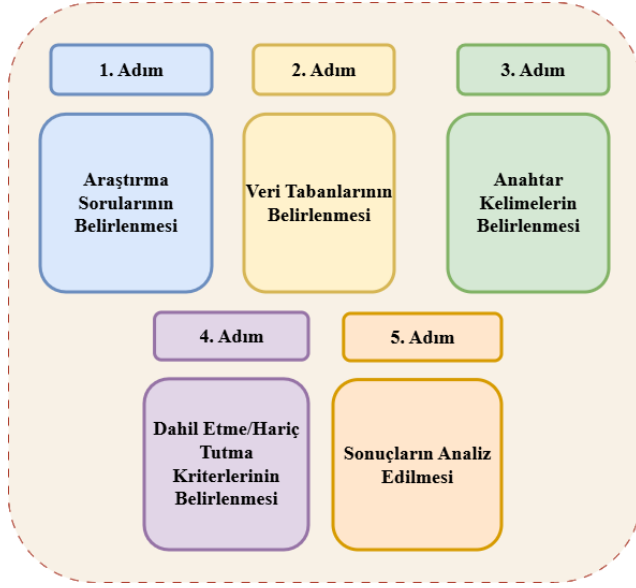 1. Adım
2. Adım
3. Adım
Araştırma
Sorularının
Belirlenmesi
Veri Tabanlarının
Belirlenmesi
Anahtar
Kelimelerin
Belirlenmesi
4. Adım
5. Adım
Dahil Etme/Hariç
Tutma
Kriterlerinin
Belirlenmesi
Sonuçların Analiz
Edilmesi